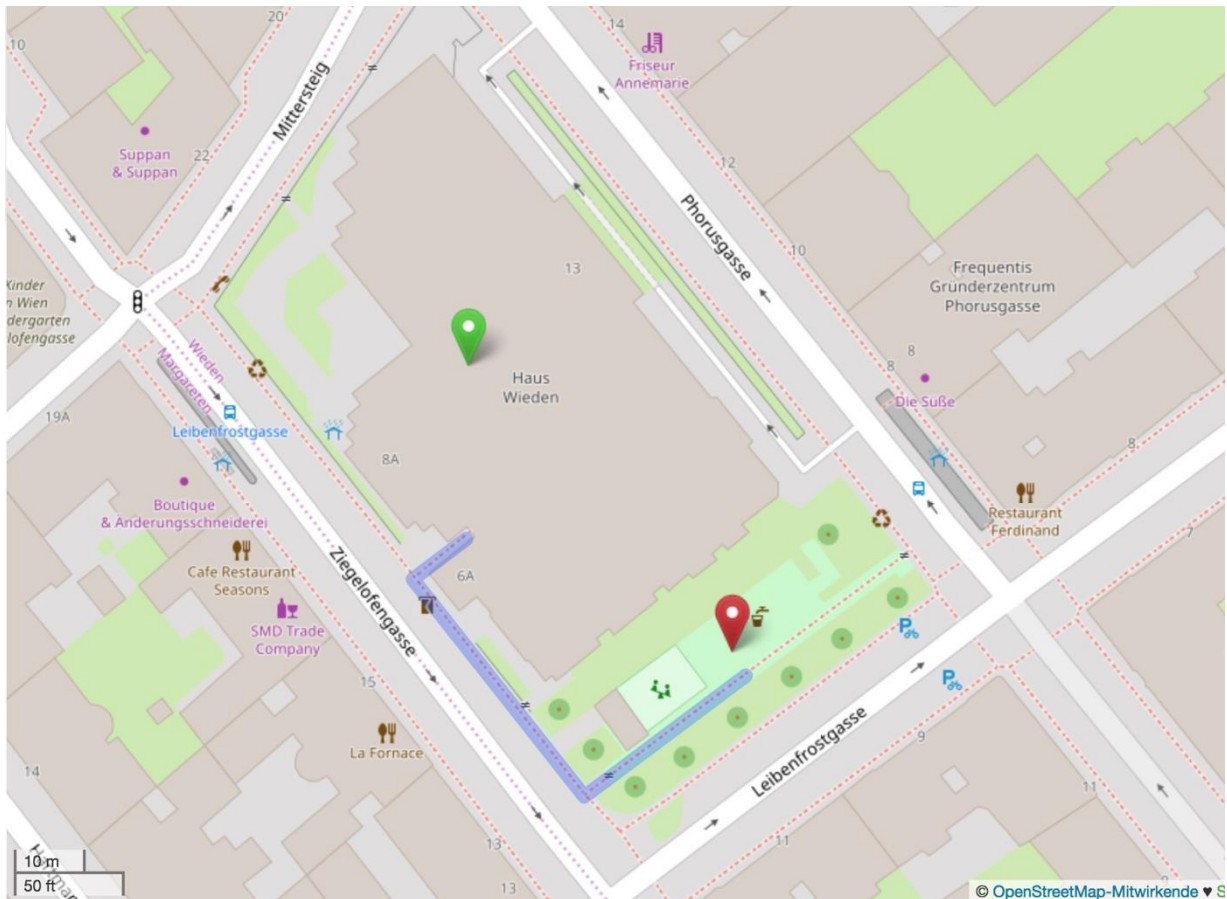 20
14
10
Friseur
Annemarie
Mittersteig
Suppan
& Suppan
22
12
Phorusgasse
10
13
Frequentis
Gründerzentrum
Phorusgasse
Kinder
n Wien
dergarten
lofengasse
Wieden
Margareten
8
8
Haus
Wieden
Die Süße
19A
Leibenfrostgasse
8A
8
Boutique
& Änderungsschneiderei
Restaurant
Ferdinand
7
Cafe Restaurant
Seasons
6A
Ziegelofengasse
SMD Trade
Company
P
P
15
La Fornace
Leibenfrostgasse
9
14
11
11
13
13
10 m
50 ft
© OpenStreetMap-Mitwirkende ♥ S